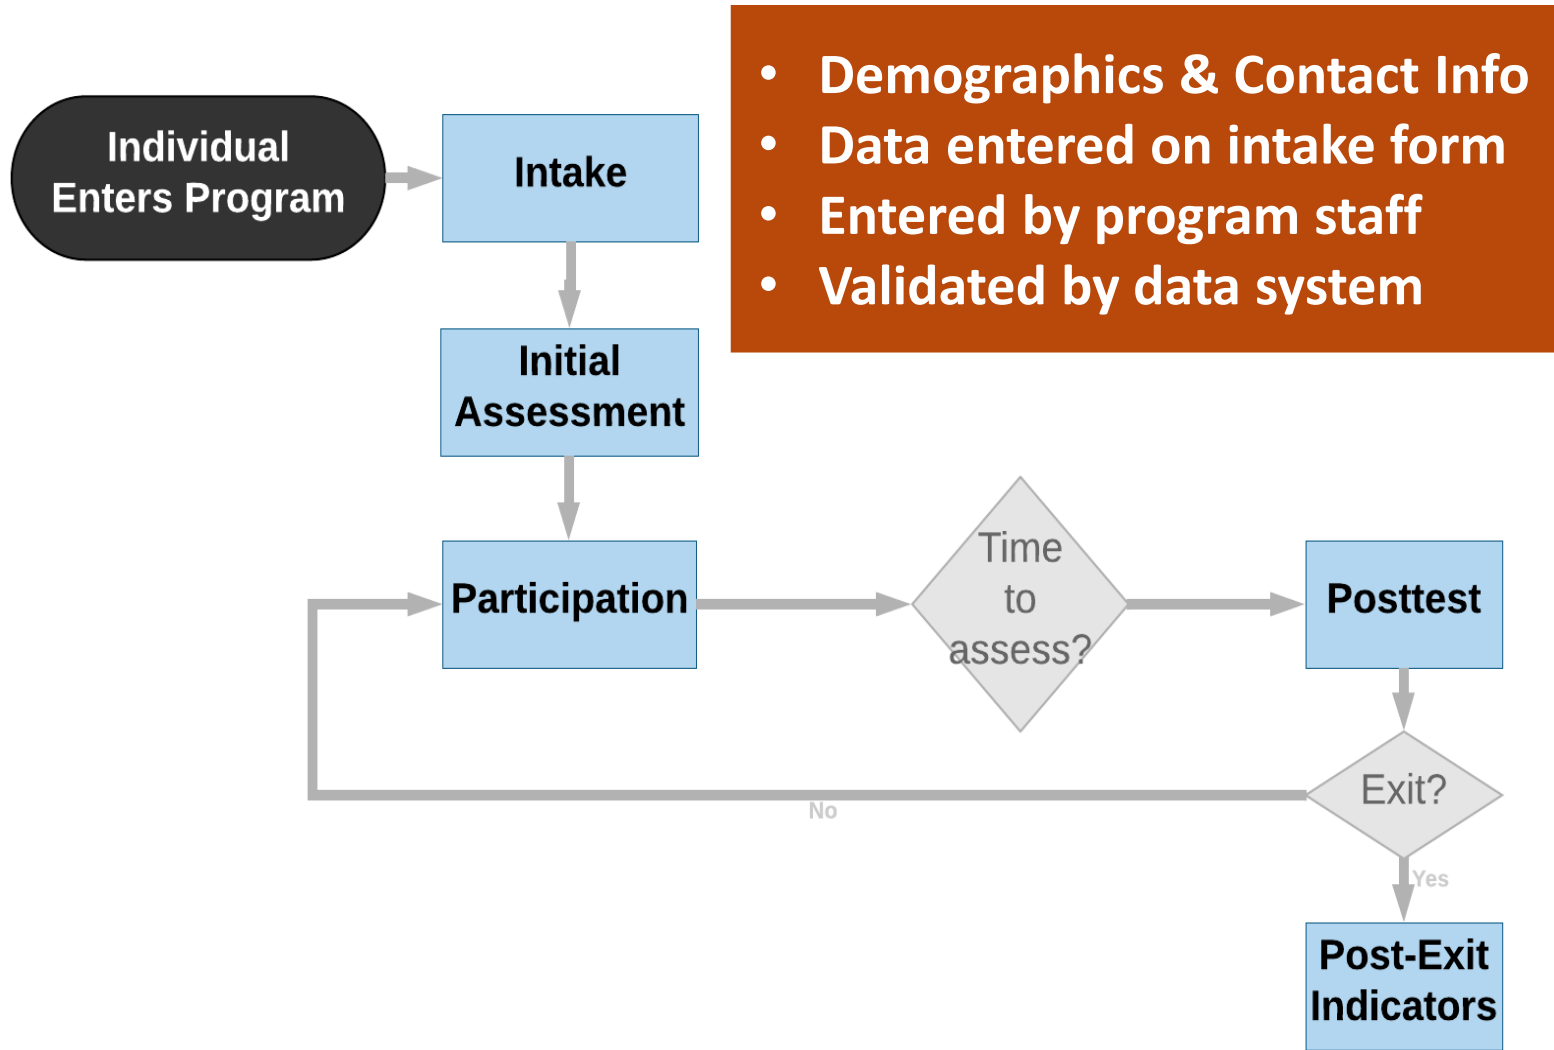 • Demographics & Contact Info
• Data entered on intake form
• Entered by program staff
• Validated by data system
Individual
Enters Program
Intake
Initial
Assessment
Participation
Time
to
assess?
Posttest
Exit?
No
Yes
Post-Exit
Indicators